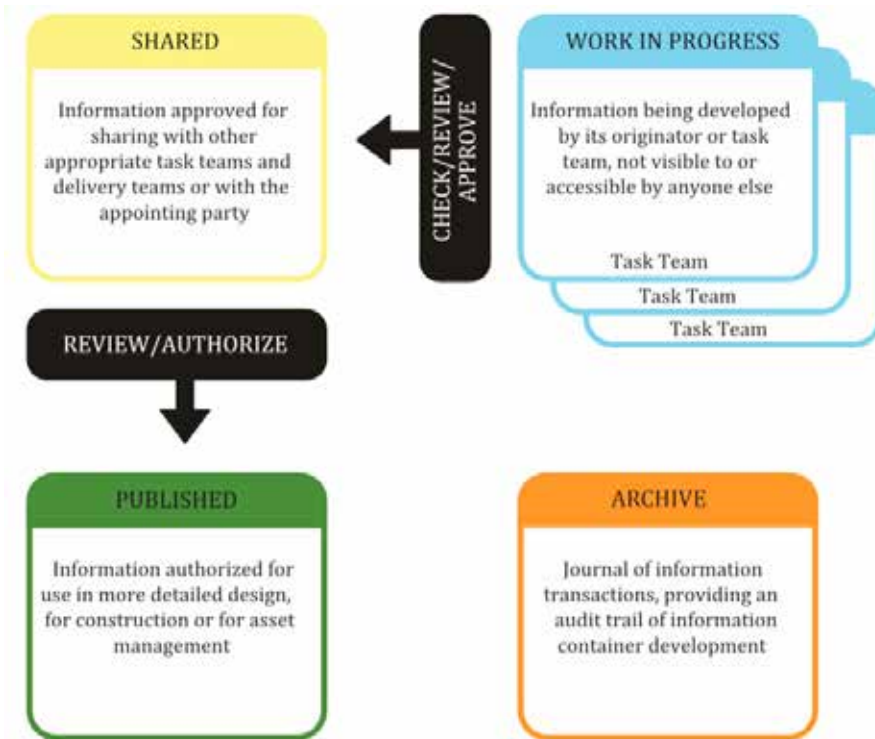 SHARED
Information approved for
sharing with other
appropriate task teams and
delivery teams or with the
appointing party
CHECK/REVIEW/
APPROVE
WORK IN PROGRESS
Information being developed
by its originator or task
team, not visible to or
accessible by anyone else
Task Team
Task Team
Task Team
REVIEW/AUTHORIZE
PUBLISHED
Information authorized for
use in more detailed design,
for construction or for asset
management
ARCHIVE
Journal of information
transactions, providing an
audit trail of information
container development